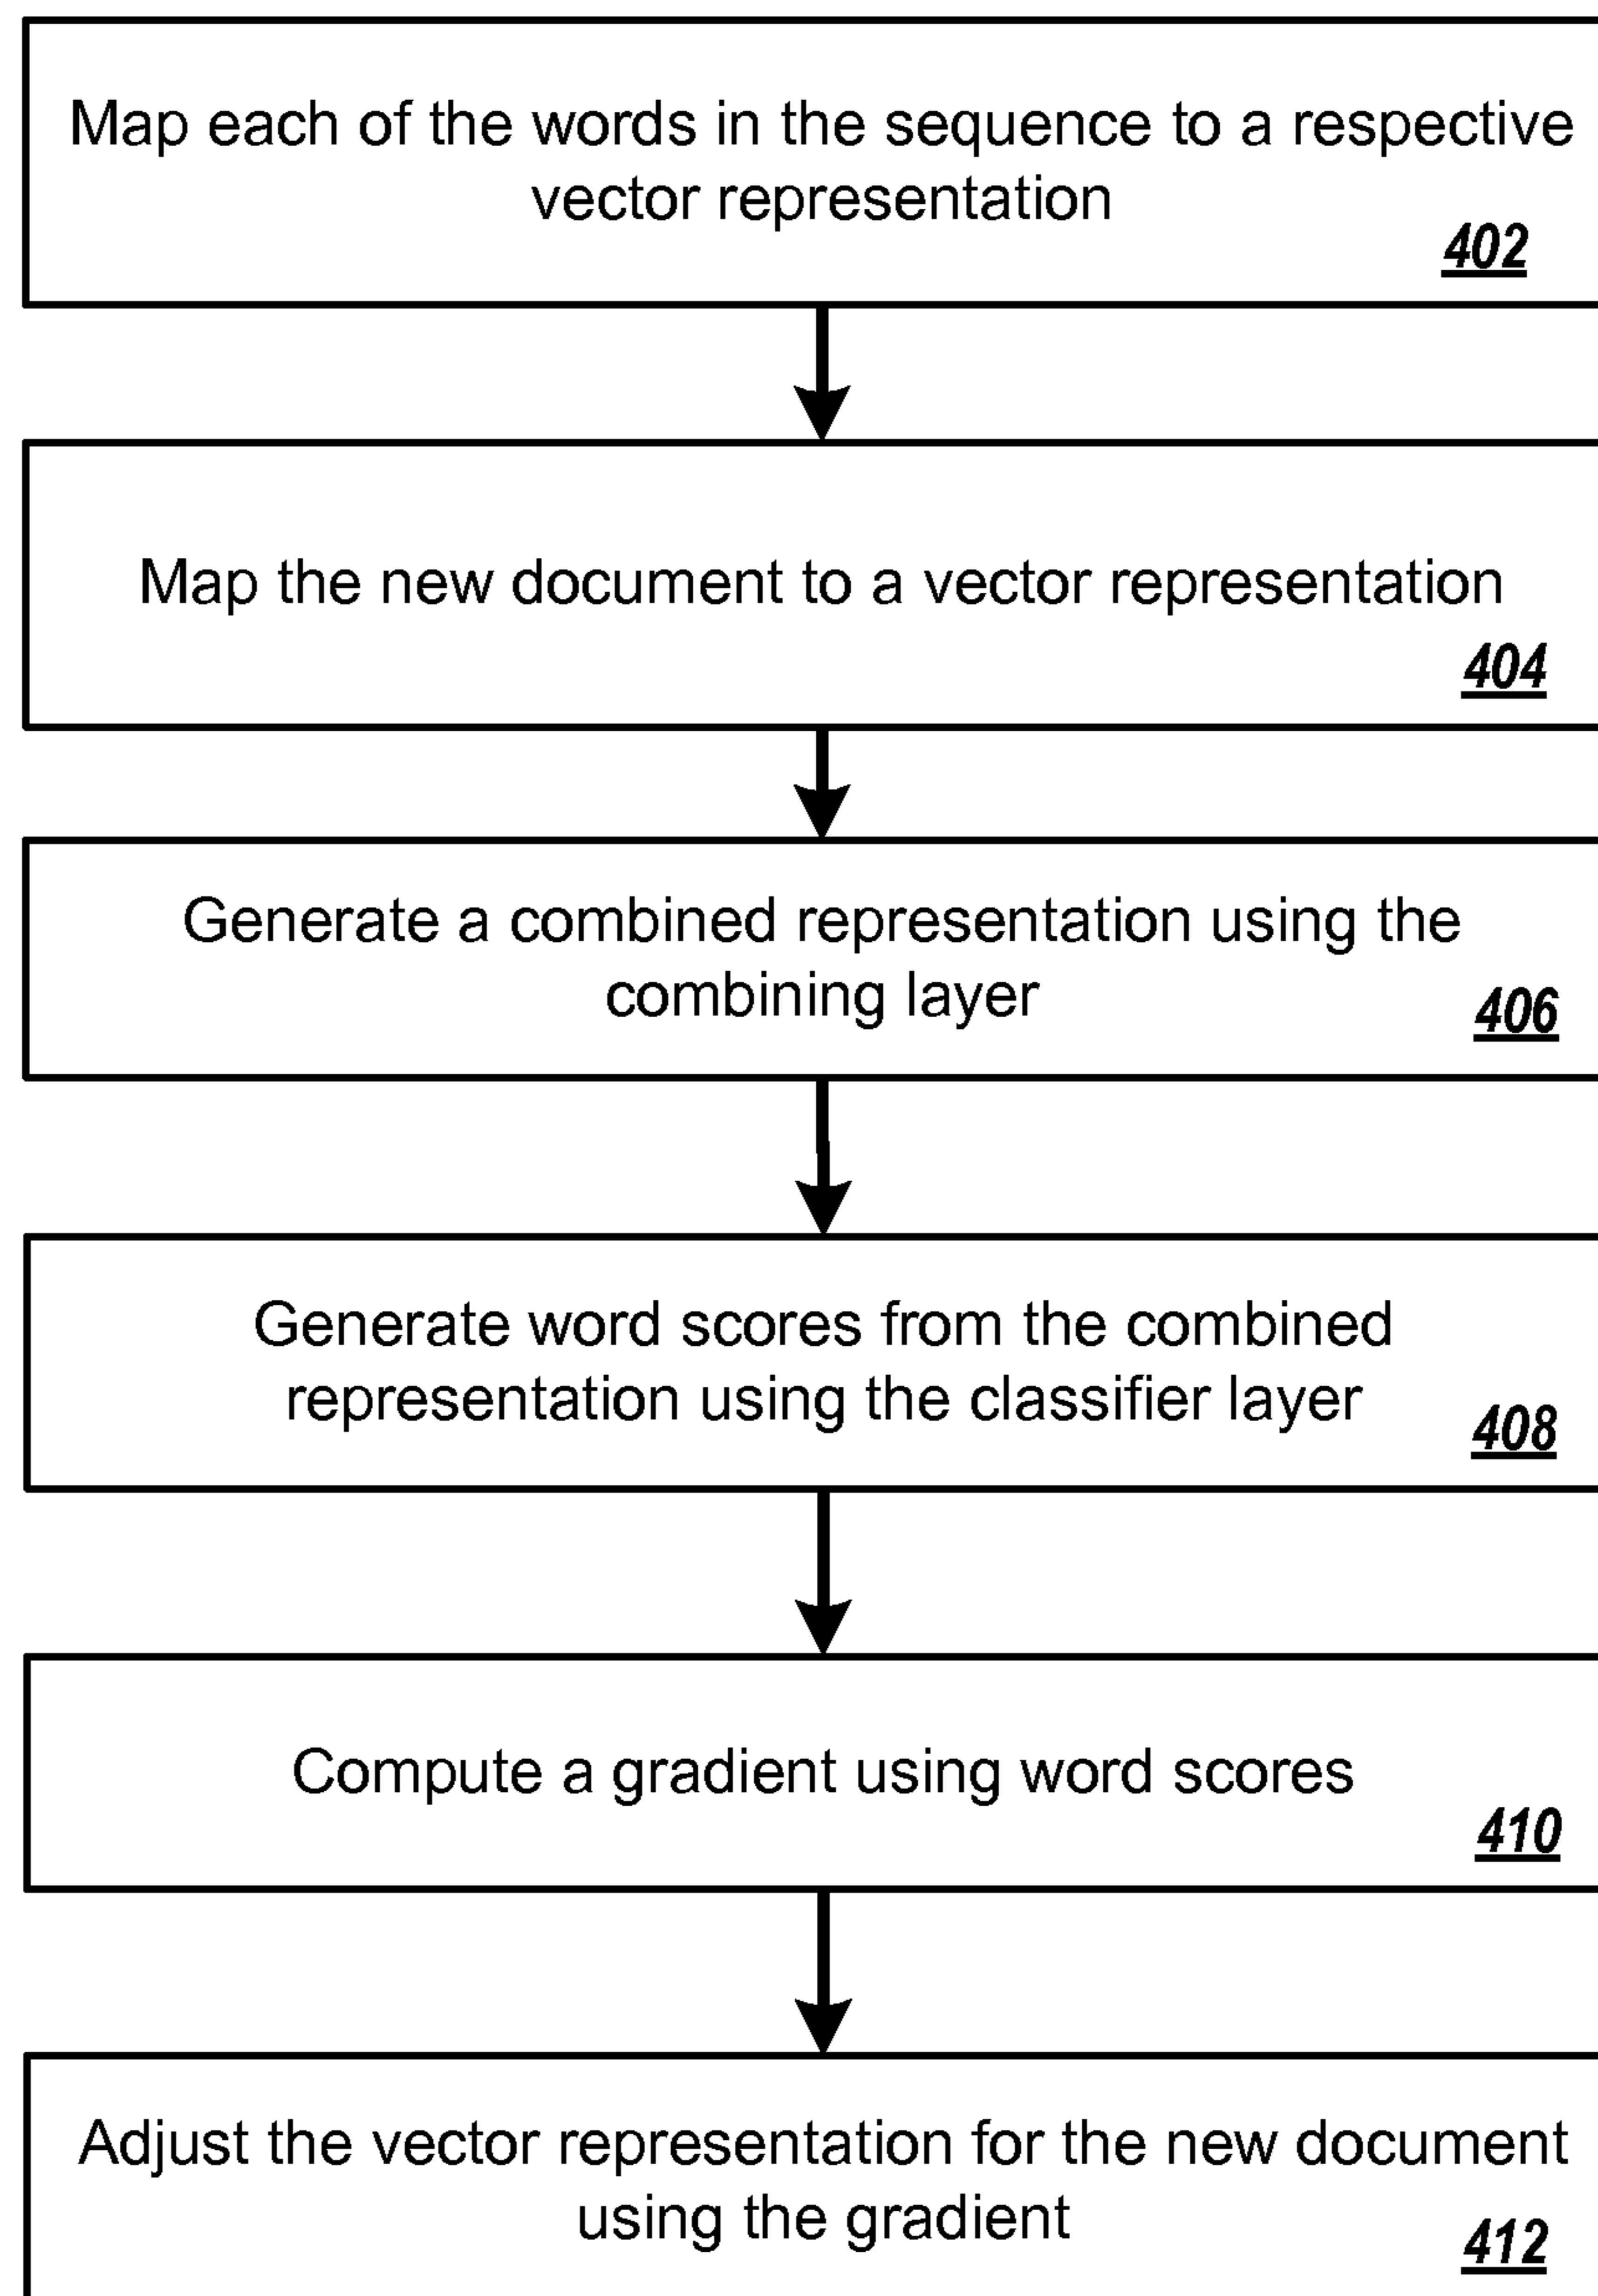 Map each of the words in the sequence to a respective
vector representation
402
Map the new document to a vector representation
404
Generate a combined representation using the
combining layer
406
Generate word scores from the combined
representation using the classifier layer
408
Compute a gradient using word scores
410
Adjust the vector representation for the new document
using the gradient
412